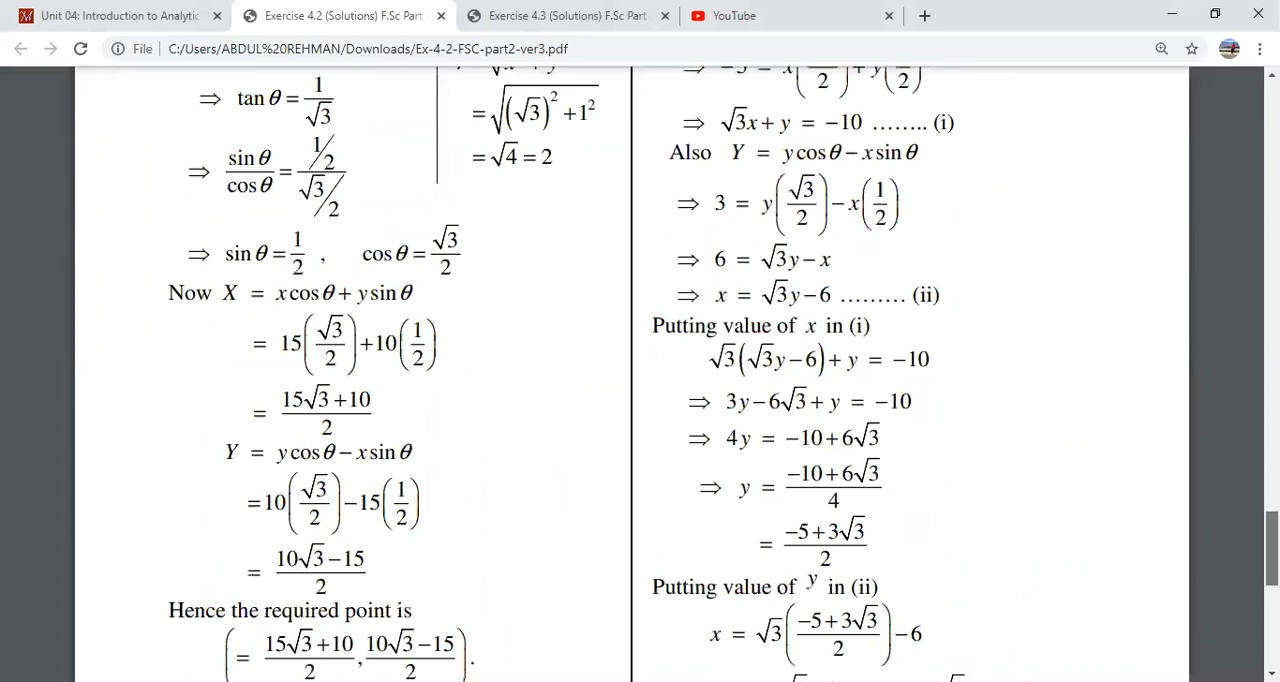 Unit 04: Introduction to Analytic
Exercise 4.2 (Solutions) F.Sc Part
Exercise 4.3 (Solutions) F.Sc Part
YouTube
File | C:/Users/ABDUL%20REHMAN/Downloads/Ex-4-2-FSC-part2-ver3.pdf
⇒ tan θ = 1/√3
⇒ sin θ/cos θ = (1/2)/(√3/2)
⇒ sin θ = 1/2 , cos θ = √3/2
Now X = x cos θ + y sin θ
= 15(√3/2) + 10(1/2)
= (15√3 + 10)/2
Y = y cos θ − x sin θ
= 10(√3/2) − 15(1/2)
= (10√3 − 15)/2
Hence the required point is
(= (15√3 + 10)/2 , (10√3 − 15)/2).
= √((√3)² + 1²)
= √4 = 2
⇒ √3x + y = −10 ........ (i)
Also Y = y cos θ − x sin θ
⇒ 3 = y(√3/2) − x(1/2)
⇒ 6 = √3y − x
⇒ x = √3y − 6 ......... (ii)
Putting value of x in (i)
√3(√3y − 6) + y = −10
⇒ 3y − 6√3 + y = −10
⇒ 4y = −10 + 6√3
⇒ y = (−10 + 6√3)/4
= (−5 + 3√3)/2
Putting value of y in (ii)
x = √3((−5 + 3√3)/2) − 6